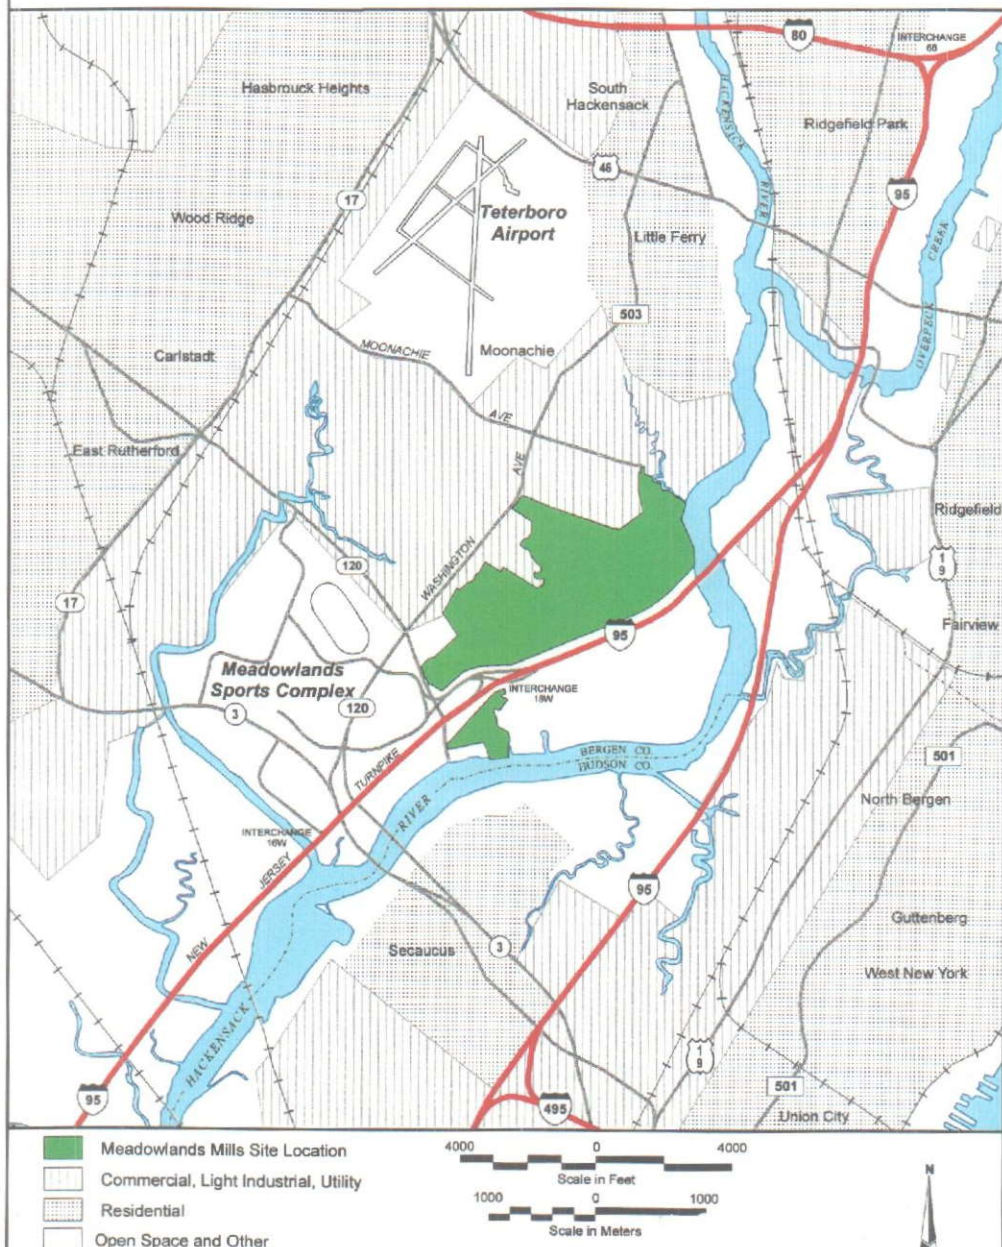 80
INTERCHANGE
68
Hasbrouck Heights
South
Hackensack
HACKENSACK
RIVER
Ridgefield Park
46
95
17
Wood Ridge
Teterboro
Airport
Little Ferry
OVERPECK
CREEK
503
MOONACHIE
AVE
Moonachie
Carlstadt
East Rutherford
WASHINGTON
AVE
Ridgefield
1
9
120
17
95
Fairview
Meadowlands
Sports Complex
INTERCHANGE
18W
3
120
BERGEN CO.
HUDSON CO.
501
NEW
JERSEY
TURNPIKE
RIVER
North Bergen
INTERCHANGE
16W
95
Guttenberg
Secaucus
3
West New York
HACKENSACK
1
9
95
495
501
Union City
Meadowlands Mills Site Location
Commercial, Light Industrial, Utility
Residential
Open Space and Other
4000
0
4000
Scale in Feet
1000
0
1000
Scale in Meters
N